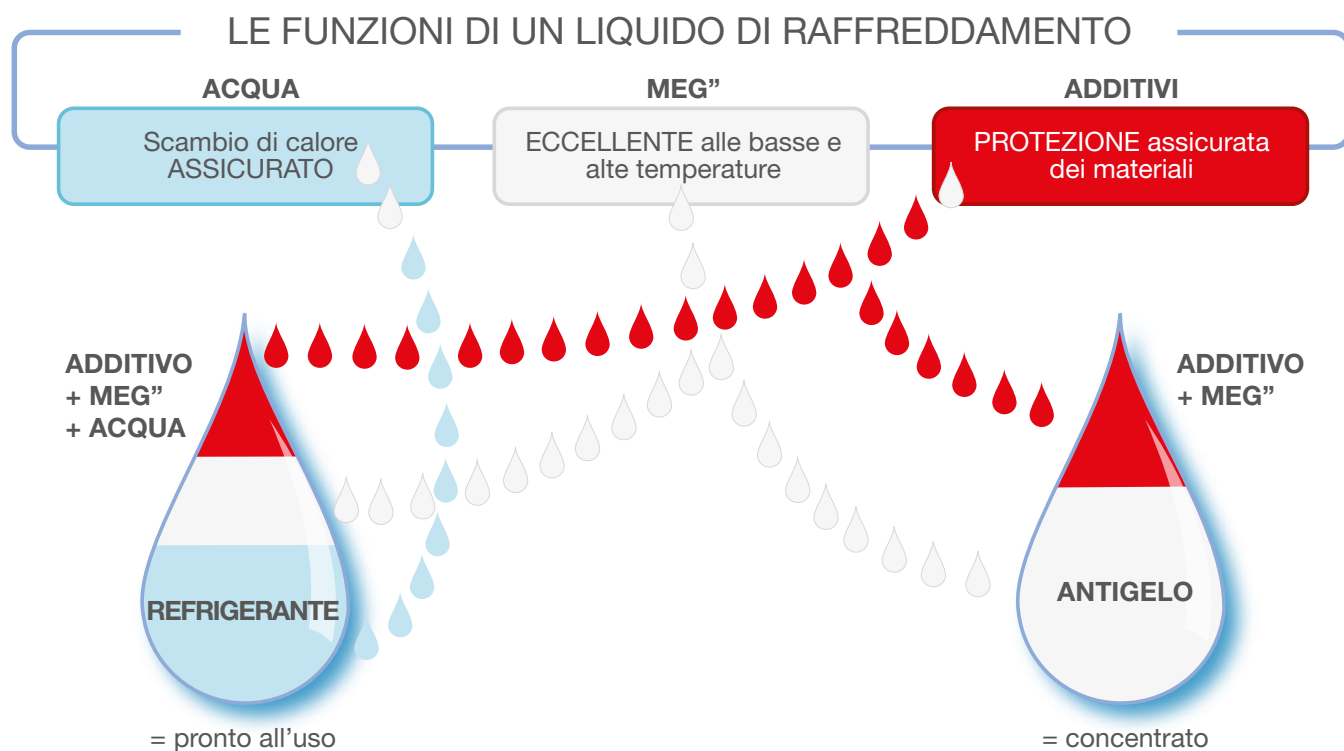 LE FUNZIONI DI UN LIQUIDO DI RAFFREDDAMENTO
ACQUA
Scambio di calore
ASSICURATO
MEG”
ECCELLENTE alle basse e
alte temperature
ADDITIVI
PROTEZIONE assicurata
dei materiali
ADDITIVO
+ MEG”
+ ACQUA
REFRIGERANTE
= pronto all’uso
ADDITIVO
+ MEG”
ANTIGELO
= concentrato